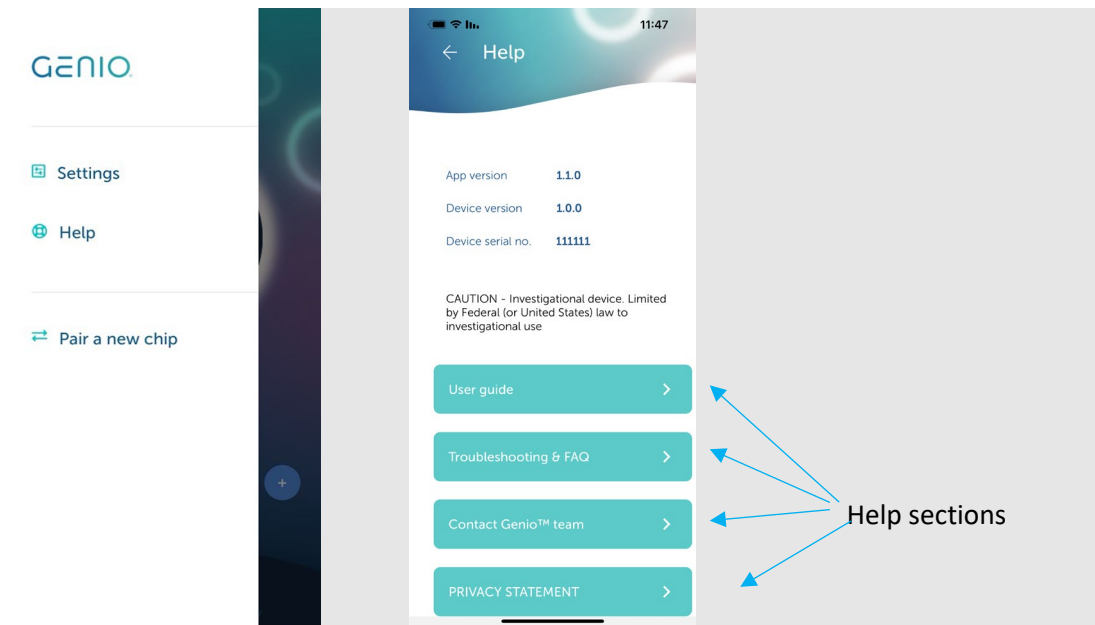 GENIO.
Settings
Help
Pair a new chip
+
11:47
Help
App version 1.1.0
Device version 1.0.0
Device serial no. 111111
CAUTION - Investigational device. Limited
by Federal (or United States) law to
investigational use
User guide
Troubleshooting & FAQ
Contact Genio™ team
PRIVACY STATEMENT
Help sections